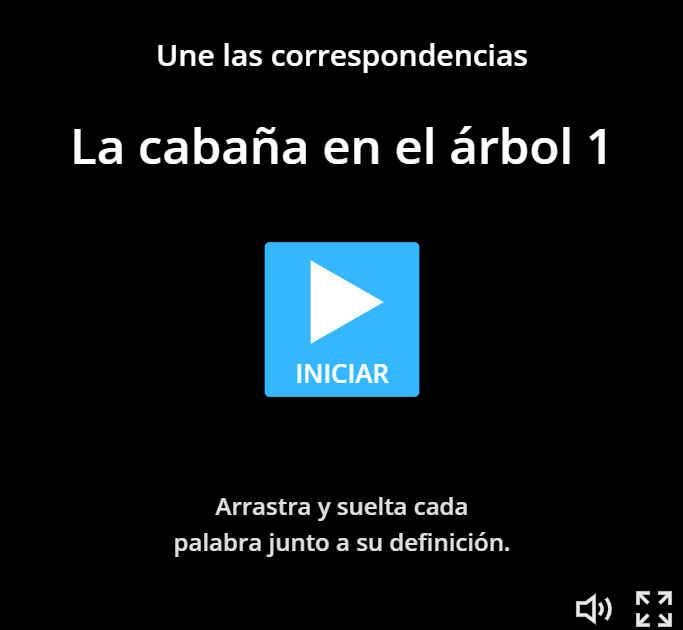 Une las correspondencias
La cabaña en el árbol 1
INICIAR
Arrastra y suelta cada
palabra junto a su definición.